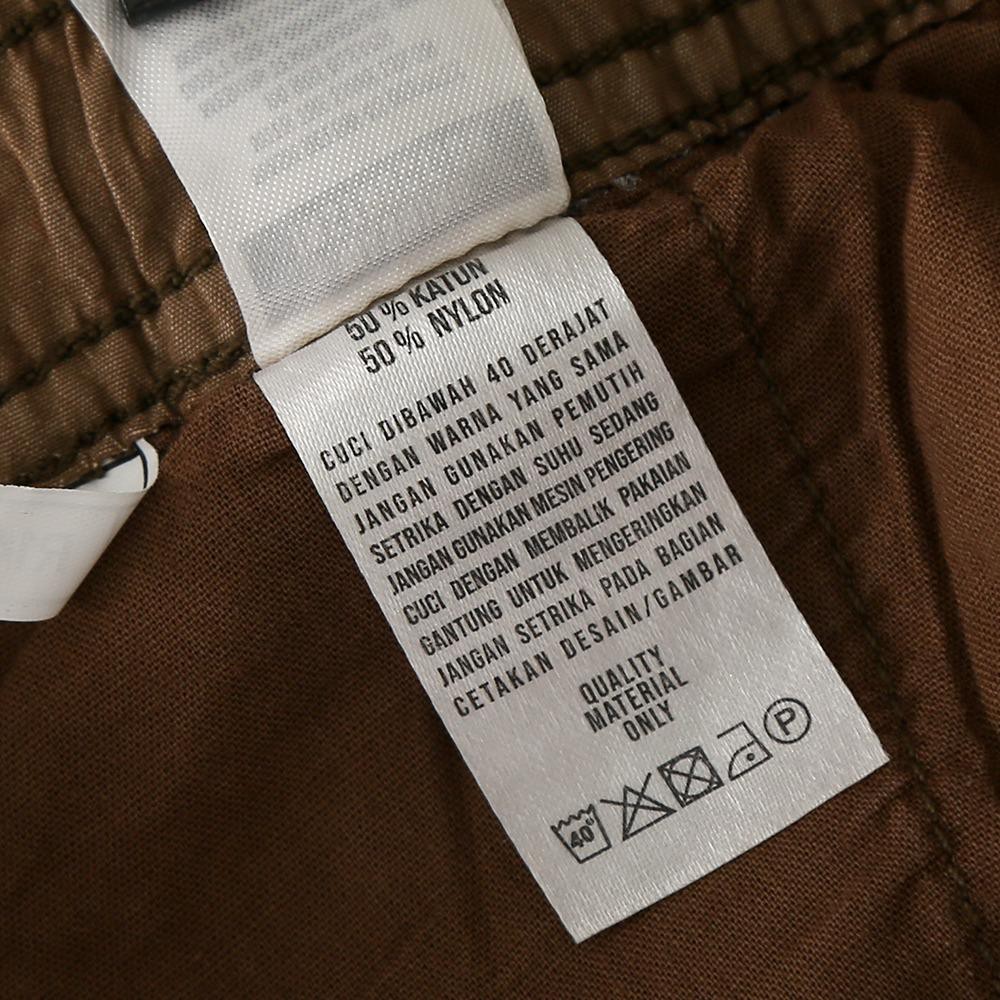 50% KATUN
50% NYLON
CUCI DIBAWAH 40 DERAJAT
DENGAN WARNA YANG SAMA
JANGAN GUNAKAN PEMUTIH
SETRIKA DENGAN SUHU SEDANG
JANGAN GUNAKAN MESIN PENGERING
CUCI DENGAN MEMBALIK PAKAIAN
GANTUNG UNTUK MENGERINGKAN
JANGAN SETRIKA PADA BAGIAN
CETAKAN DESAIN/GAMBAR
QUALITY
MATERIAL
ONLY
40° P